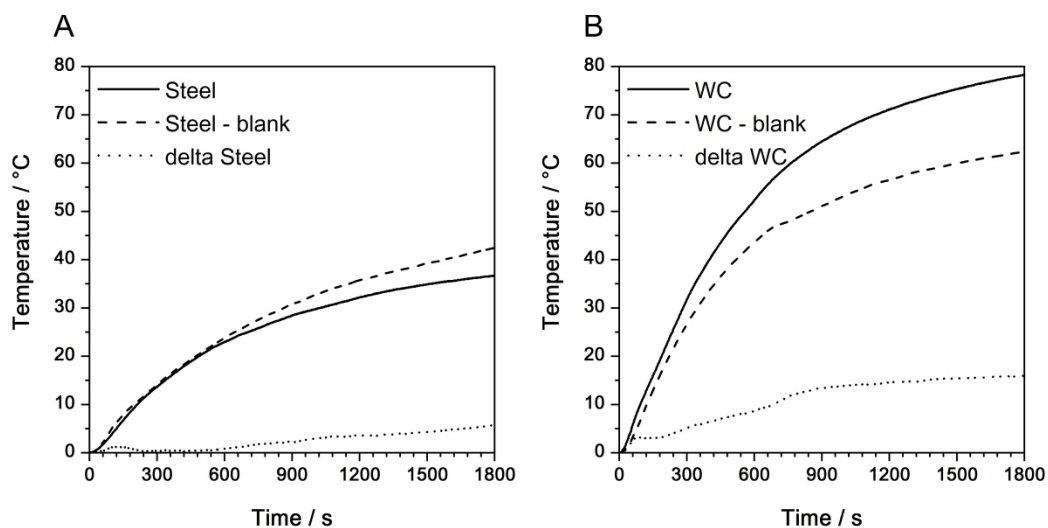 A
Temperature / °C
80
70
60
50
40
30
20
10
0
Steel
Steel - blank
delta Steel
0 300 600 900 1200 1500 1800
Time / s
B
Temperature / °C
80
70
60
50
40
30
20
10
0
WC
WC - blank
delta WC
0 300 600 900 1200 1500 1800
Time / s